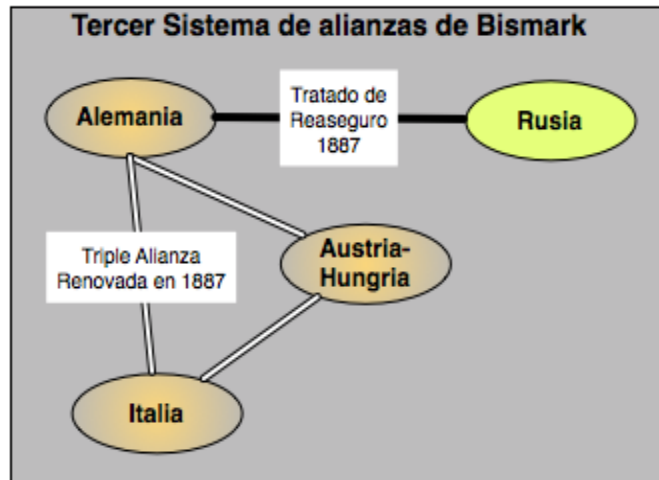 Tercer Sistema de alianzas de Bismark
Alemania
Tratado de
Reaseguro
1887
Rusia
Triple Alianza
Renovada en 1887
Austria-
Hungria
Italia